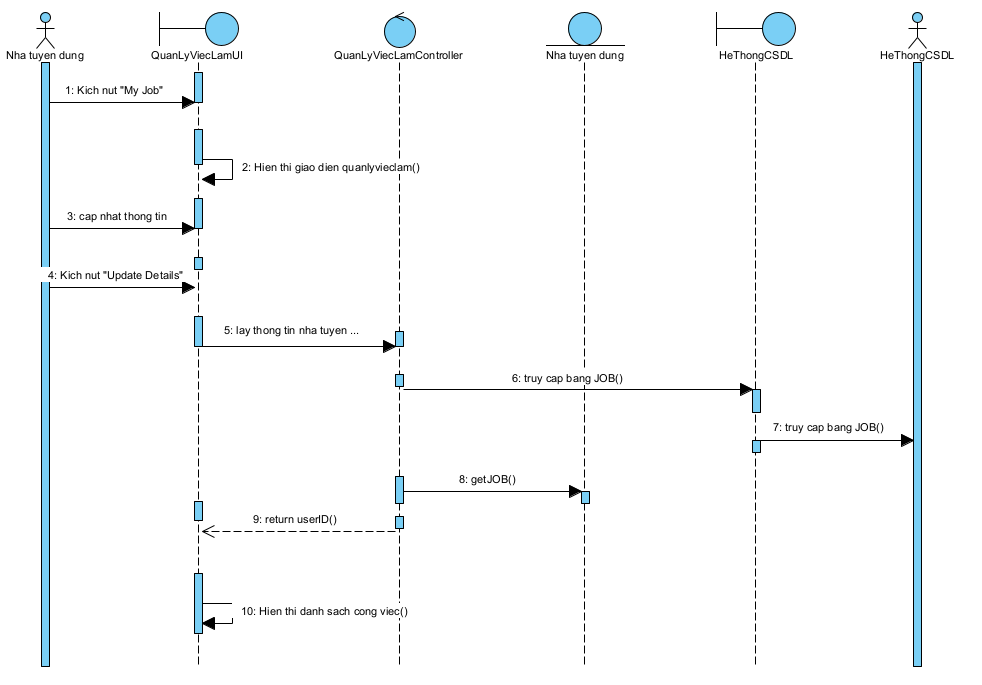 Nha tuyen dung
QuanLyViecLamUI
QuanLyViecLamController
Nha tuyen dung
HeThongCSDL
HeThongCSDL
1: Kich nut "My Job"
2: Hien thi giao dien quanlyvieclam()
3: cap nhat thong tin
4: Kich nut "Update Details"
5: lay thong tin nha tuyen ...
6: truy cap bang JOB()
7: truy cap bang JOB()
8: getJOB()
9: return userID()
10: Hien thi danh sach cong viec()